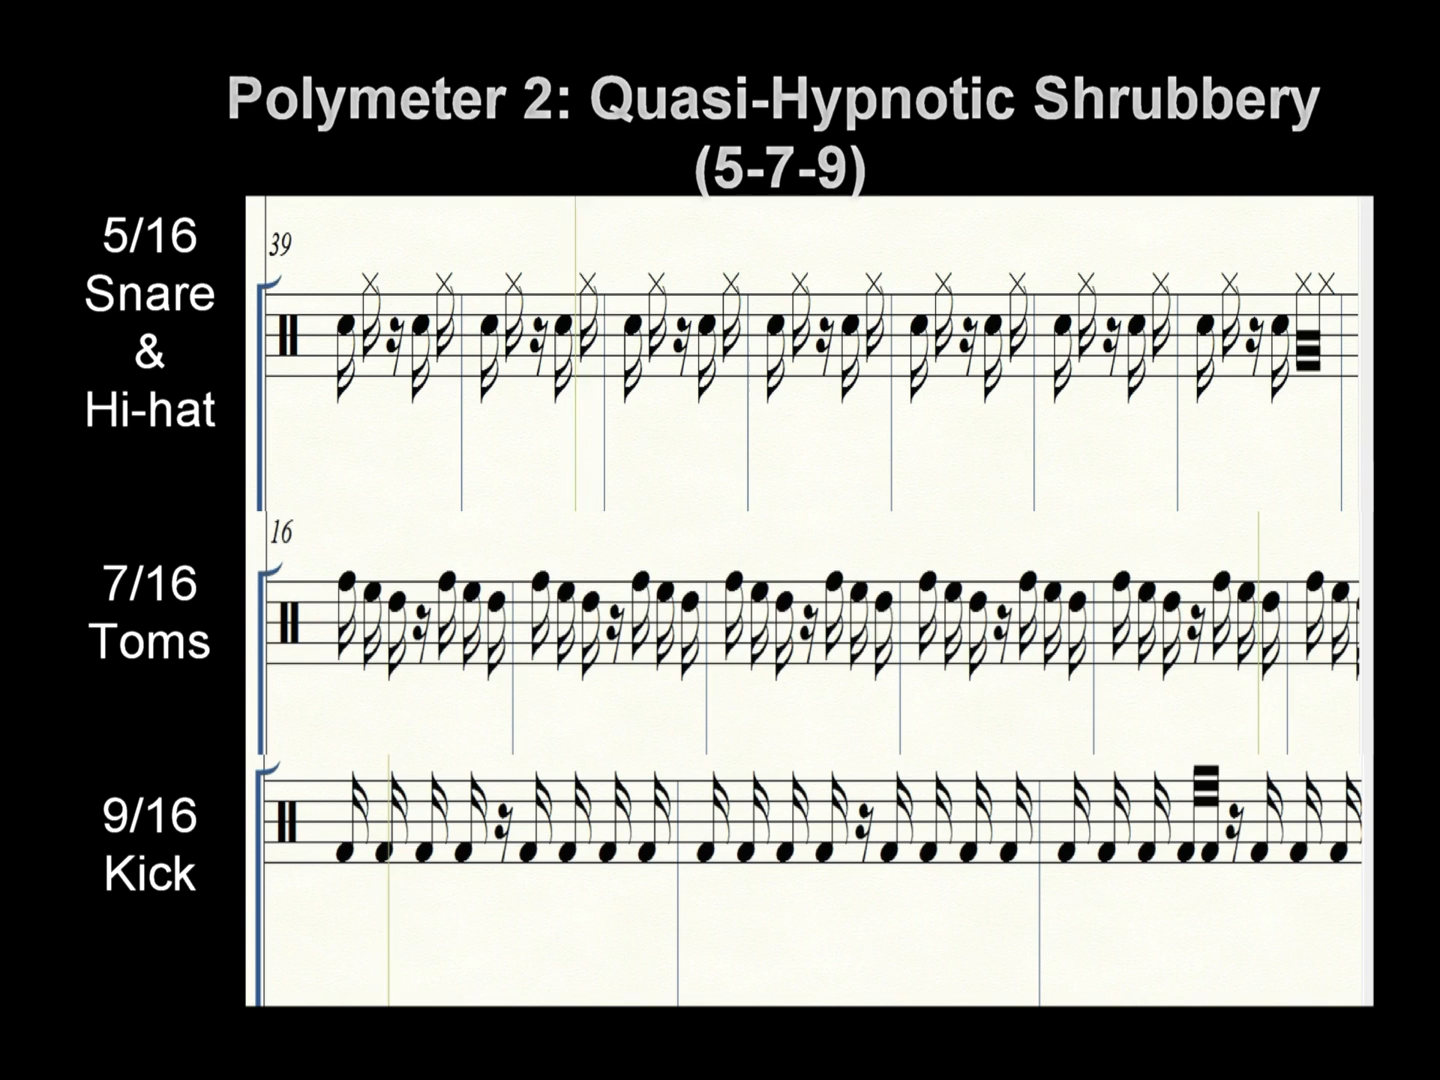 Polymeter 2: Quasi-Hypnotic Shrubbery
(5-7-9)
5/16
Snare
&
Hi-hat
39
7/16
Toms
16
9/16
Kick